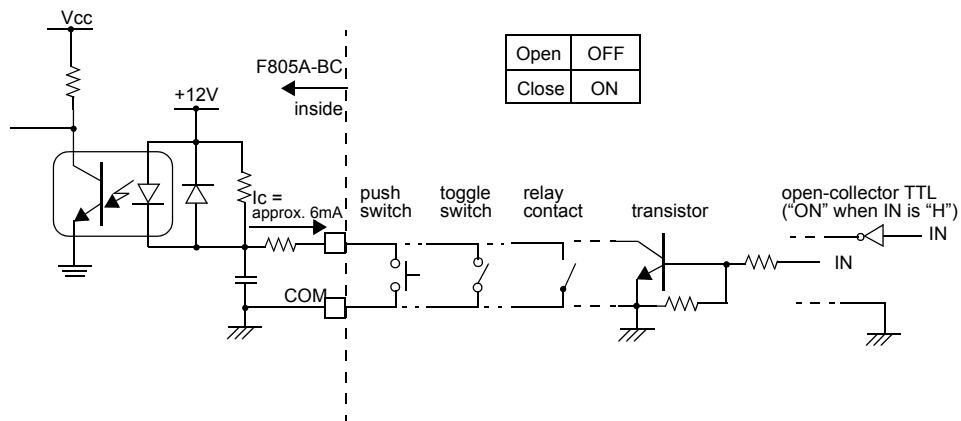 Vcc
F805A-BC
inside
+12V
Open OFF
Close ON
Ic =
approx. 6mA
push
switch
toggle
switch
relay
contact
transistor
open-collector TTL
(“ON” when IN is “H”)
IN
IN
COM